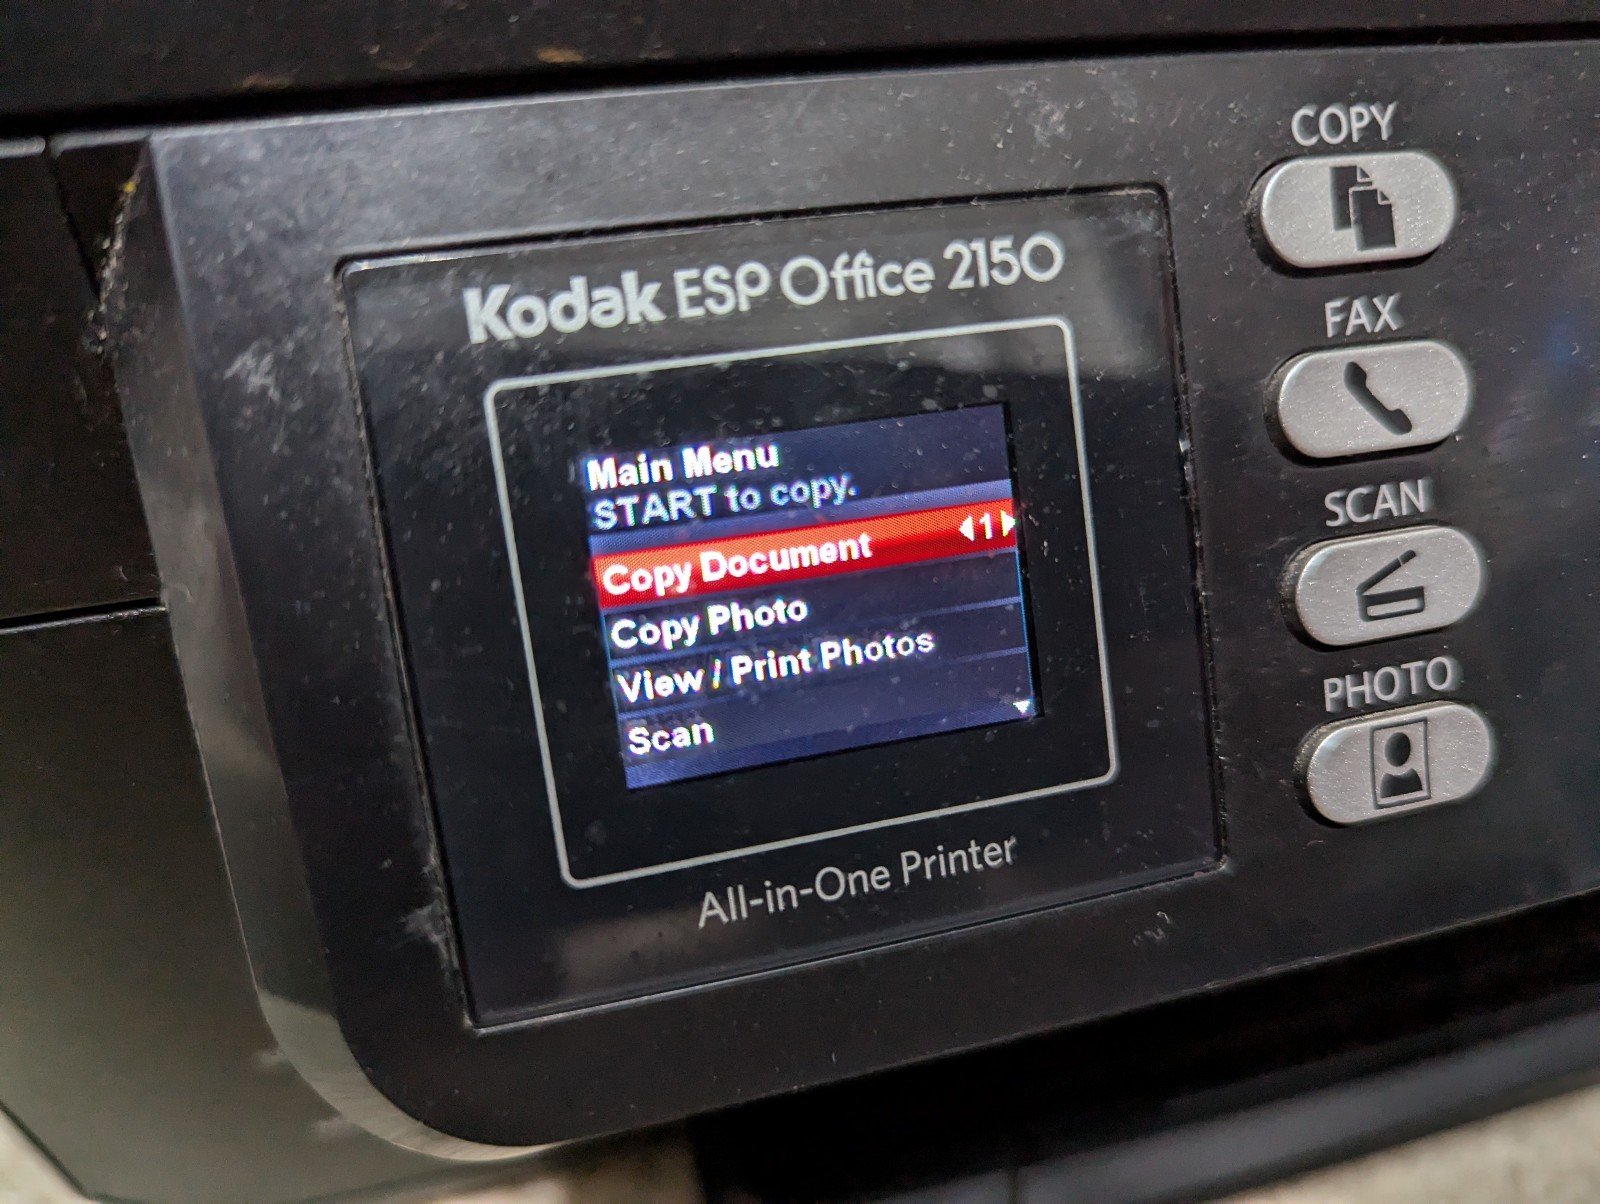 Kodak ESP Office 2150
Main Menu
START to copy.
Copy Document 1
Copy Photo
View / Print Photos
Scan
All-in-One Printer
COPY
FAX
SCAN
PHOTO